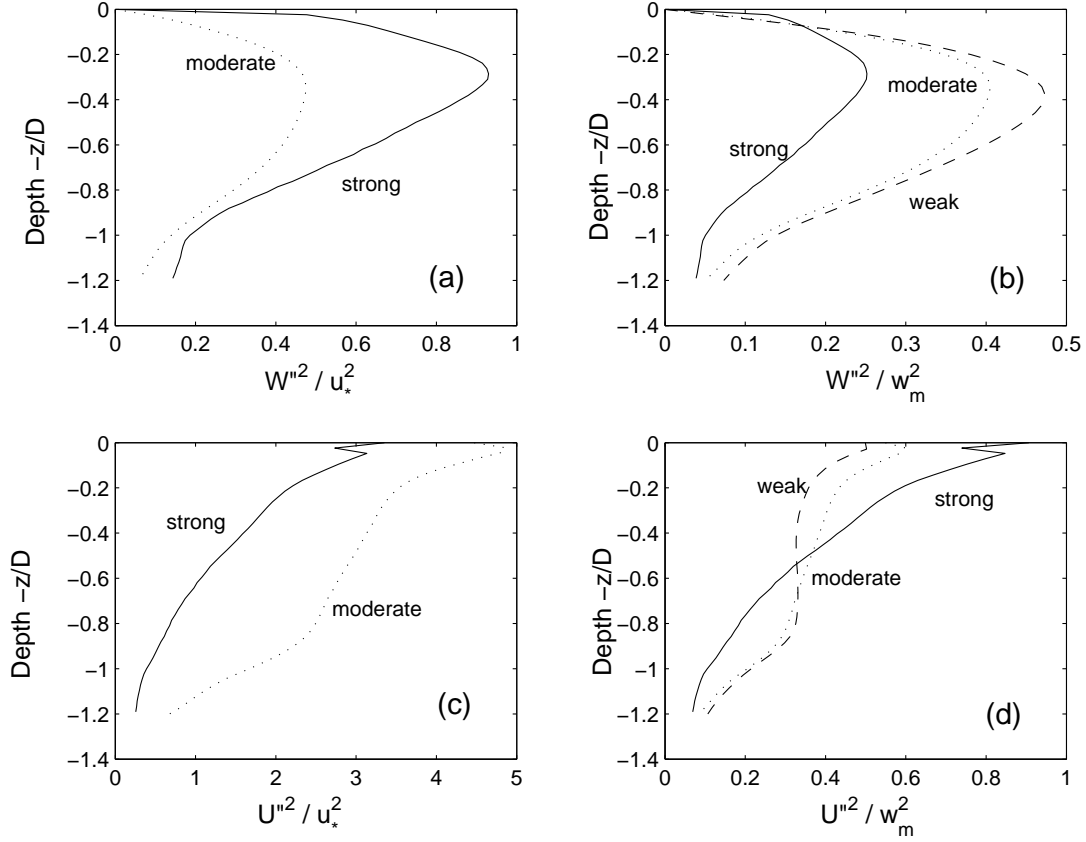 0
−0.2
−0.4
−0.6
−0.8
−1
−1.2
−1.4
0 0.2 0.4 0.6 0.8 1
Depth −z/D
W"² / u*²
moderate
strong
(a)
0
−0.2
−0.4
−0.6
−0.8
−1
−1.2
−1.4
0 0.1 0.2 0.3 0.4 0.5
Depth −z/D
W"² / w_m²
moderate
strong
weak
(b)
0
−0.2
−0.4
−0.6
−0.8
−1
−1.2
−1.4
0 1 2 3 4 5
Depth −z/D
U"² / u*²
strong
moderate
(c)
0
−0.2
−0.4
−0.6
−0.8
−1
−1.2
−1.4
0 0.2 0.4 0.6 0.8 1
Depth −z/D
U"² / w_m²
weak
strong
moderate
(d)